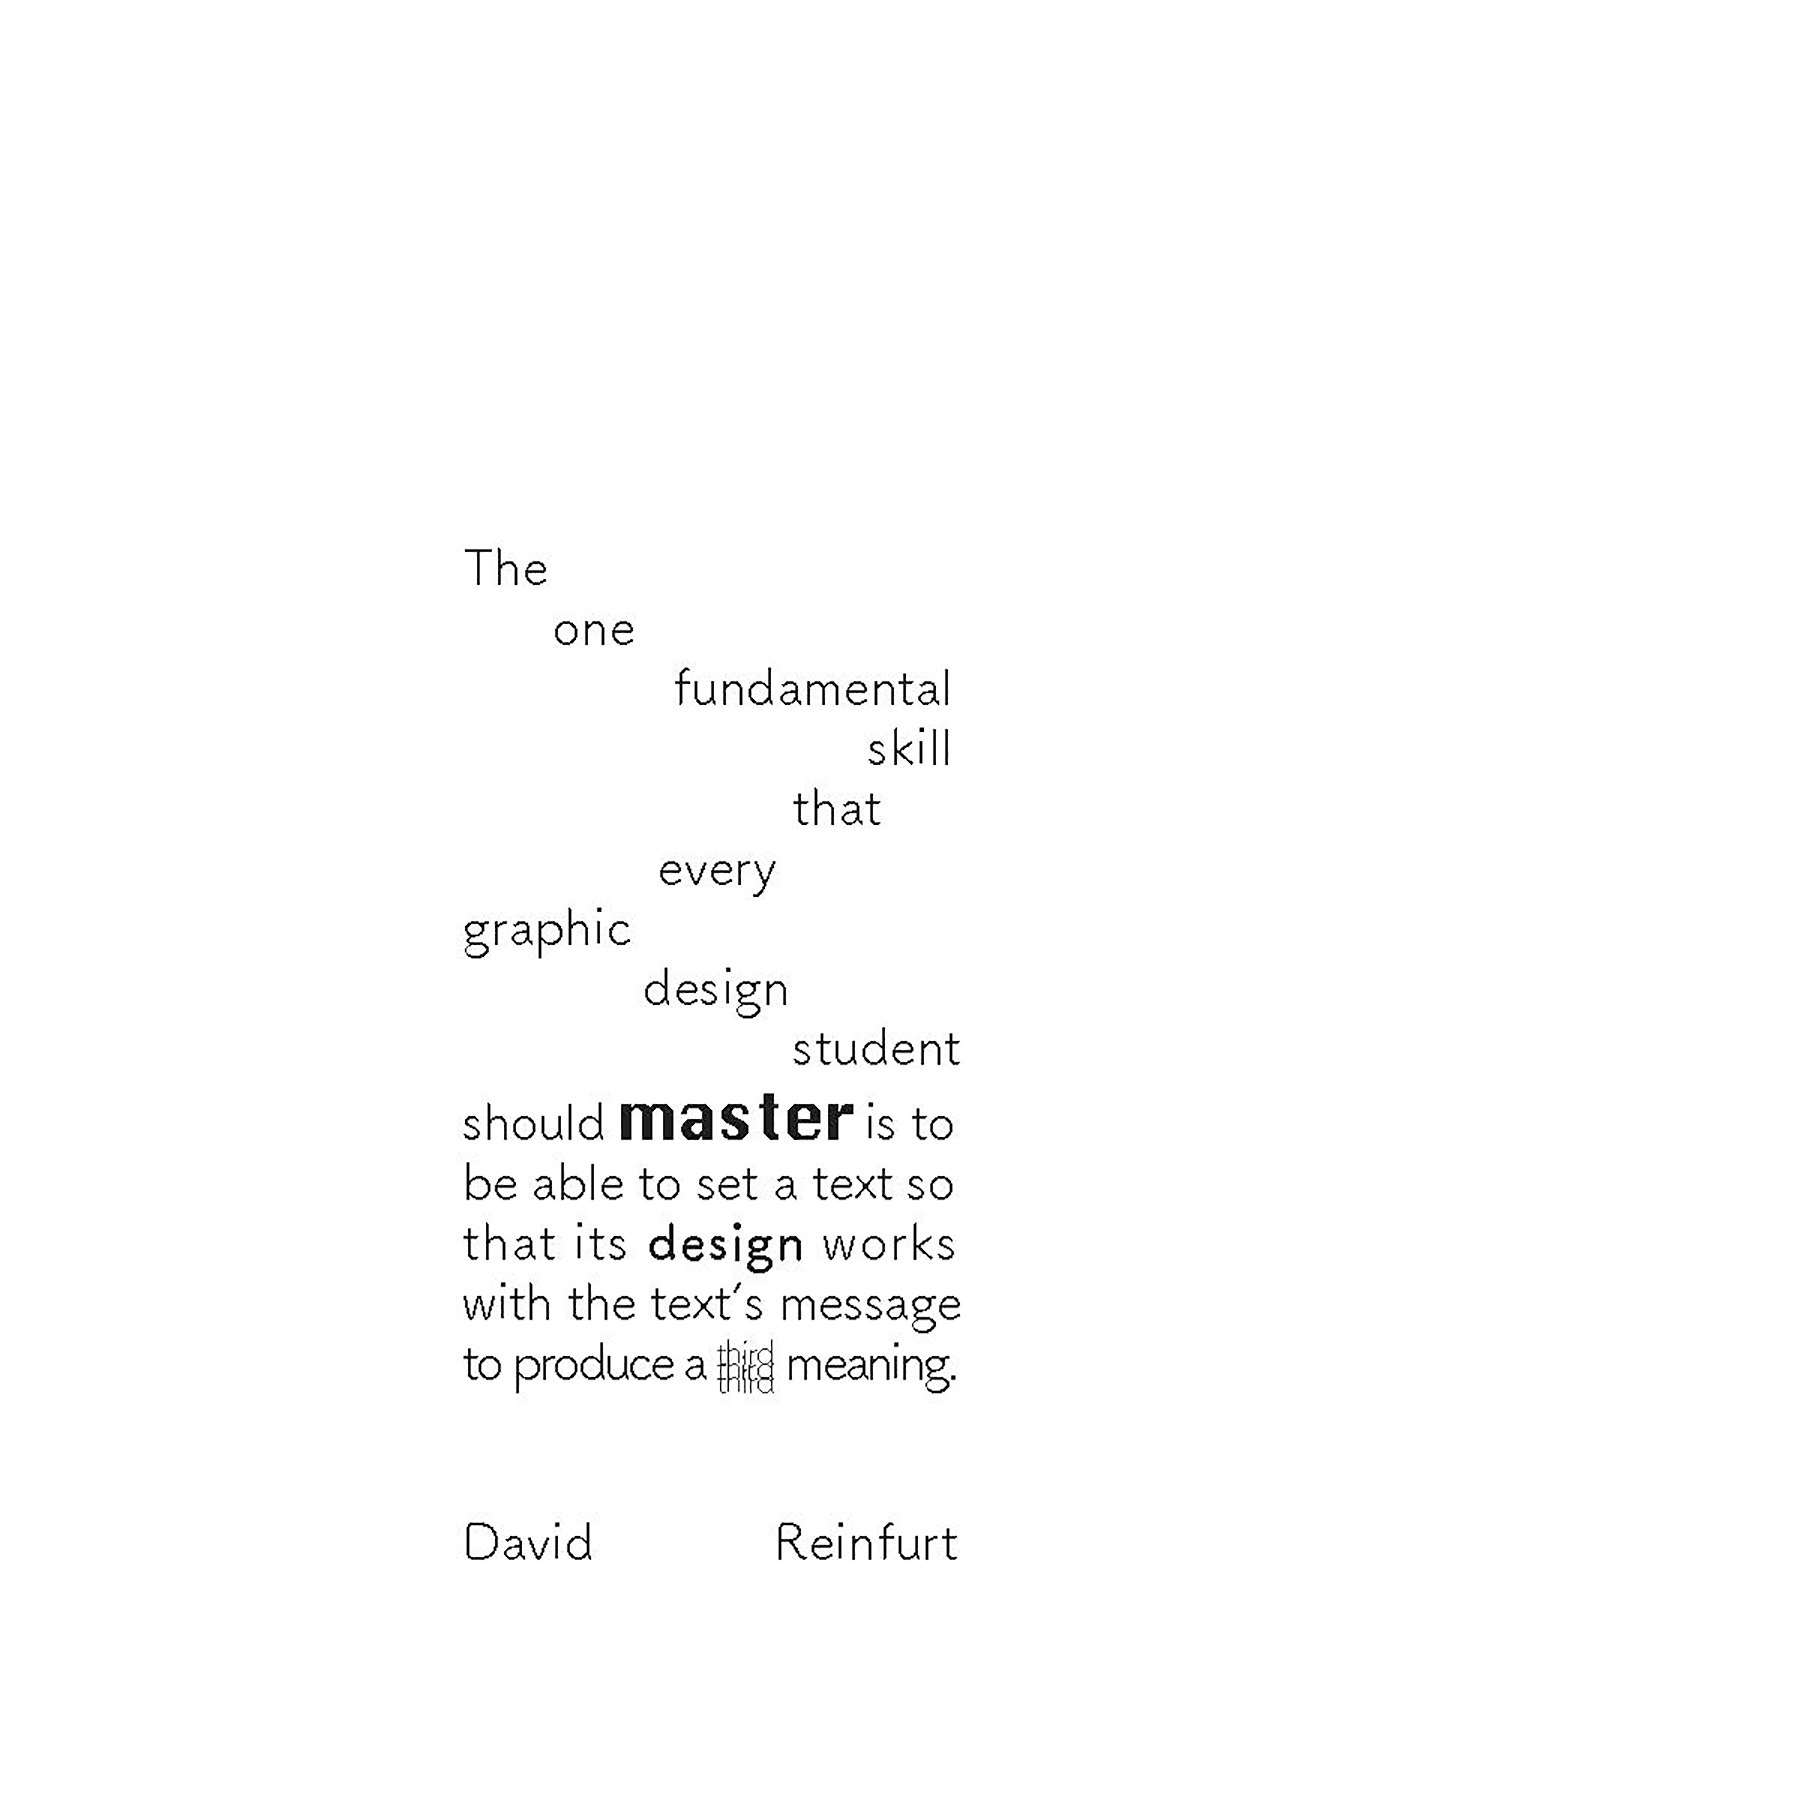 The
one
fundamental
skill
that
every
graphic
design
student
should master is to
be able to set a text so
that its design works
with the text's message
to produce a third third third meaning.
David Reinfurt